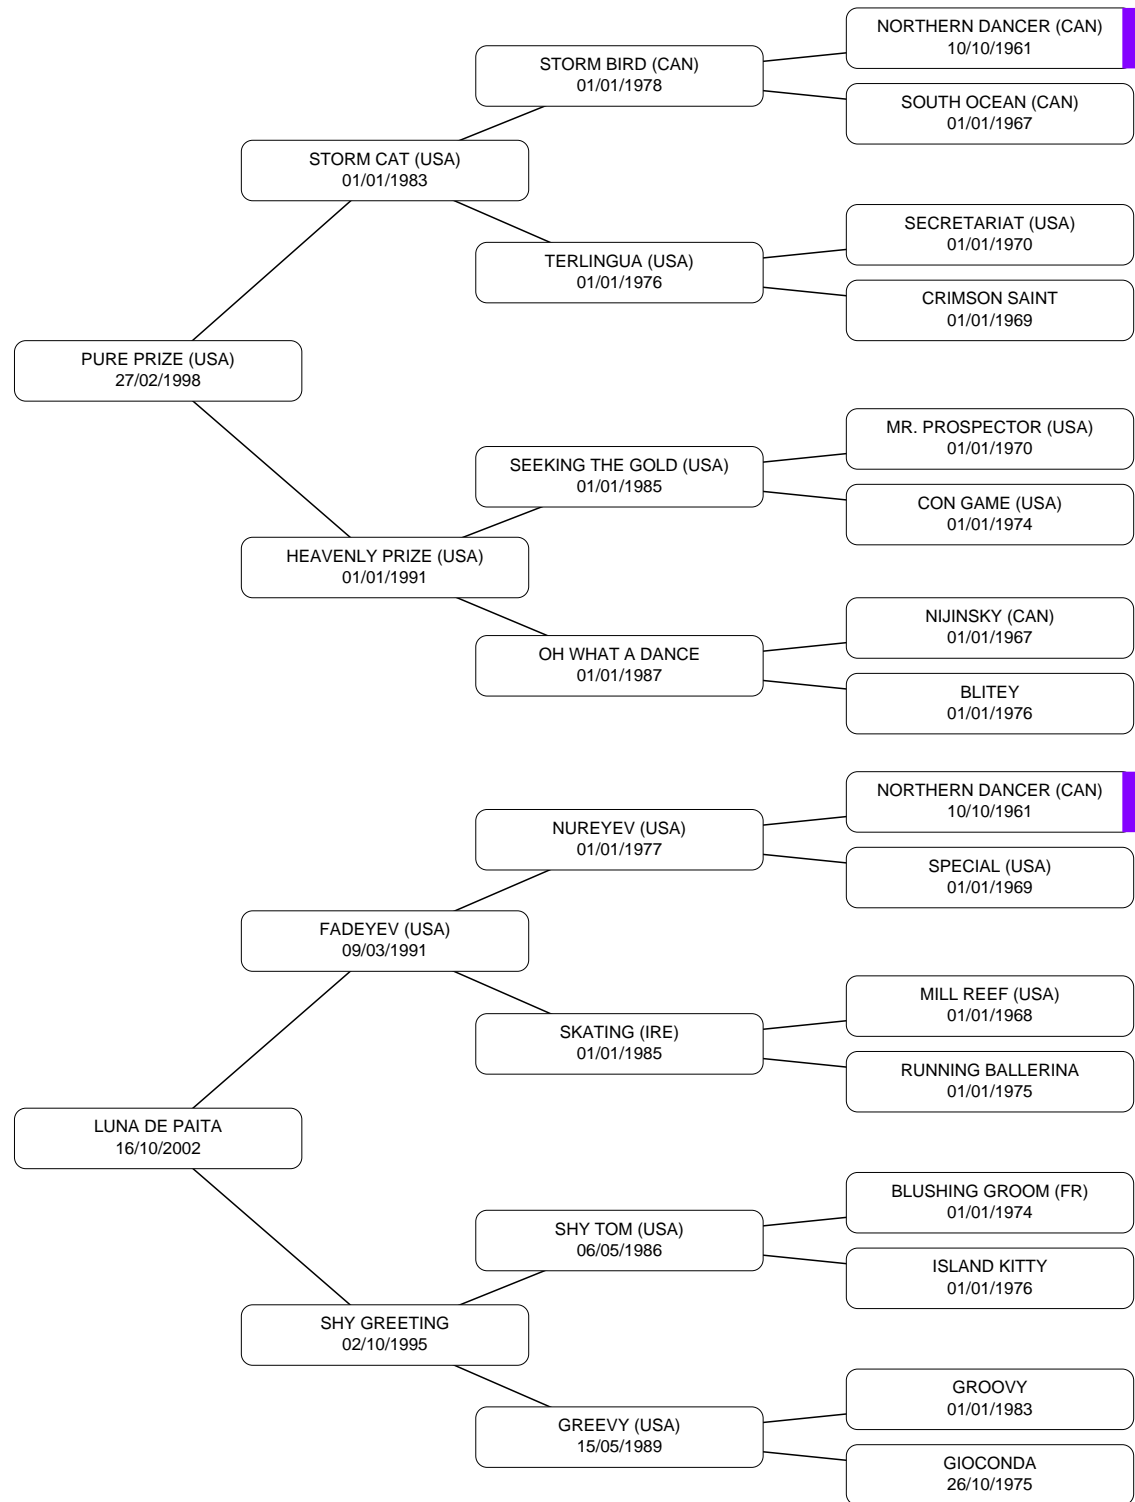 NORTHERN DANCER (CAN)
10/10/1961
STORM BIRD (CAN)
01/01/1978
SOUTH OCEAN (CAN)
01/01/1967
STORM CAT (USA)
01/01/1983
SECRETARIAT (USA)
01/01/1970
TERLINGUA (USA)
01/01/1976
CRIMSON SAINT
01/01/1969
PURE PRIZE (USA)
27/02/1998
MR. PROSPECTOR (USA)
01/01/1970
SEEKING THE GOLD (USA)
01/01/1985
CON GAME (USA)
01/01/1974
HEAVENLY PRIZE (USA)
01/01/1991
NIJINSKY (CAN)
01/01/1967
OH WHAT A DANCE
01/01/1987
BLITEY
01/01/1976
NORTHERN DANCER (CAN)
10/10/1961
NUREYEV (USA)
01/01/1977
SPECIAL (USA)
01/01/1969
FADEYEV (USA)
09/03/1991
MILL REEF (USA)
01/01/1968
SKATING (IRE)
01/01/1985
RUNNING BALLERINA
01/01/1975
LUNA DE PAITA
16/10/2002
BLUSHING GROOM (FR)
01/01/1974
SHY TOM (USA)
06/05/1986
ISLAND KITTY
01/01/1976
SHY GREETING
02/10/1995
GROOVY
01/01/1983
GREEVY (USA)
15/05/1989
GIOCONDA
26/10/1975